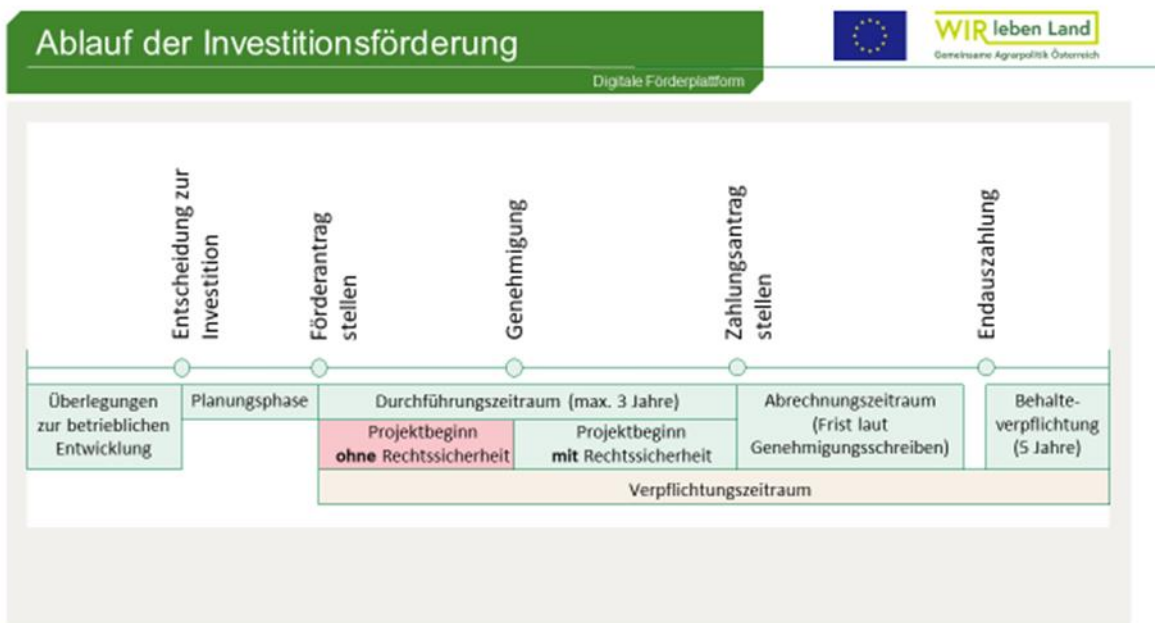 Ablauf der Investitionsförderung
Digitale Förderplattform
WIR leben Land
Gemeinsame Agrarpolitik Österreich
Entscheidung zur
Investition
Förderantrag
stellen
Genehmigung
Zahlungsantrag
stellen
Endauszahlung
Überlegungen
zur betrieblichen
Entwicklung
Planungsphase
Durchführungszeitraum (max. 3 Jahre)
Projektbeginn
ohne Rechtssicherheit
Projektbeginn
mit Rechtssicherheit
Abrechnungszeitraum
(Frist laut
Genehmigungsschreiben)
Behalte-
verpflichtung
(5 Jahre)
Verpflichtungszeitraum